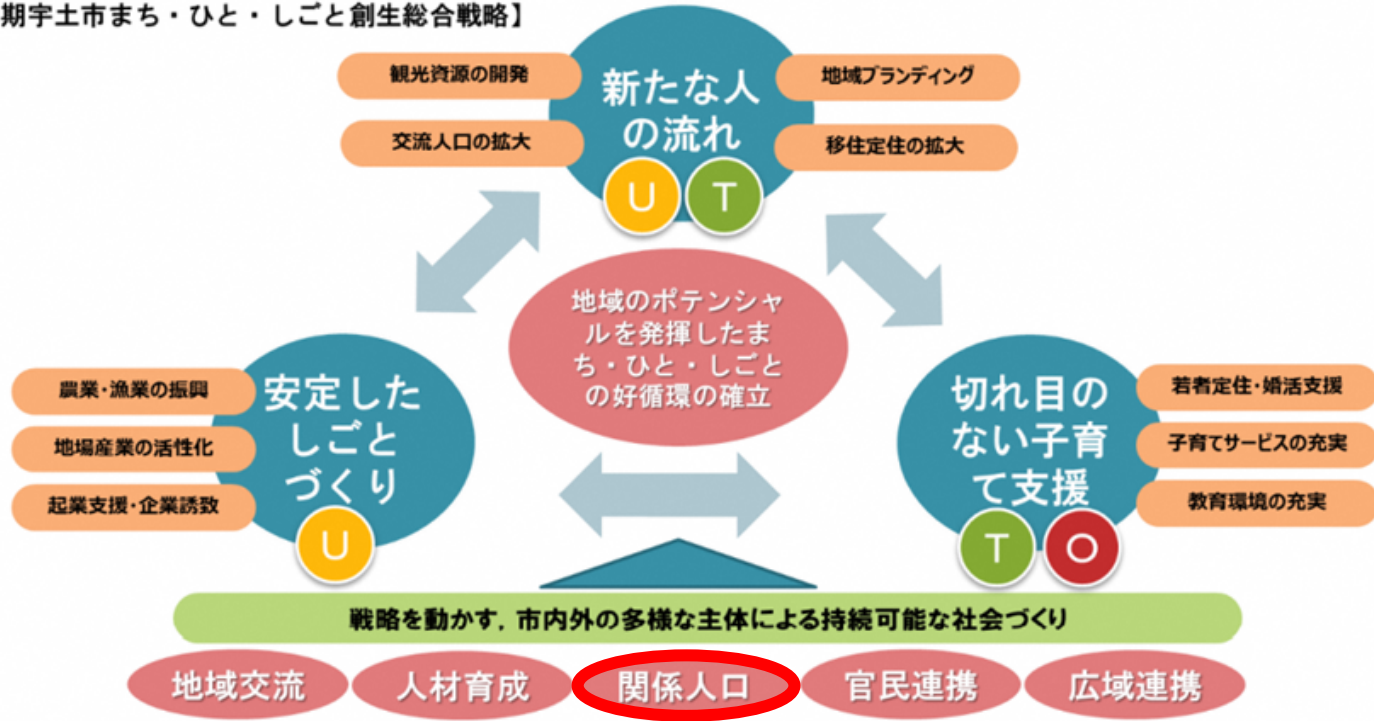 期宇土市まち・ひと・しごと創生総合戦略】
観光資源の開発
交流人口の拡大
新たな人
の流れ
U T
地域ブランディング
移住定住の拡大
地域のポテンシャ
ルを発揮したま
ち・ひと・しごと
の好循環の確立
農業・漁業の振興
地場産業の活性化
起業支援・企業誘致
安定した
しごと
づくり
U
切れ目の
ない子育
て支援
T O
若者定住・婚活支援
子育てサービスの充実
教育環境の充実
戦略を動かす，市内外の多様な主体による持続可能な社会づくり
地域交流 人材育成 関係人口 官民連携 広域連携